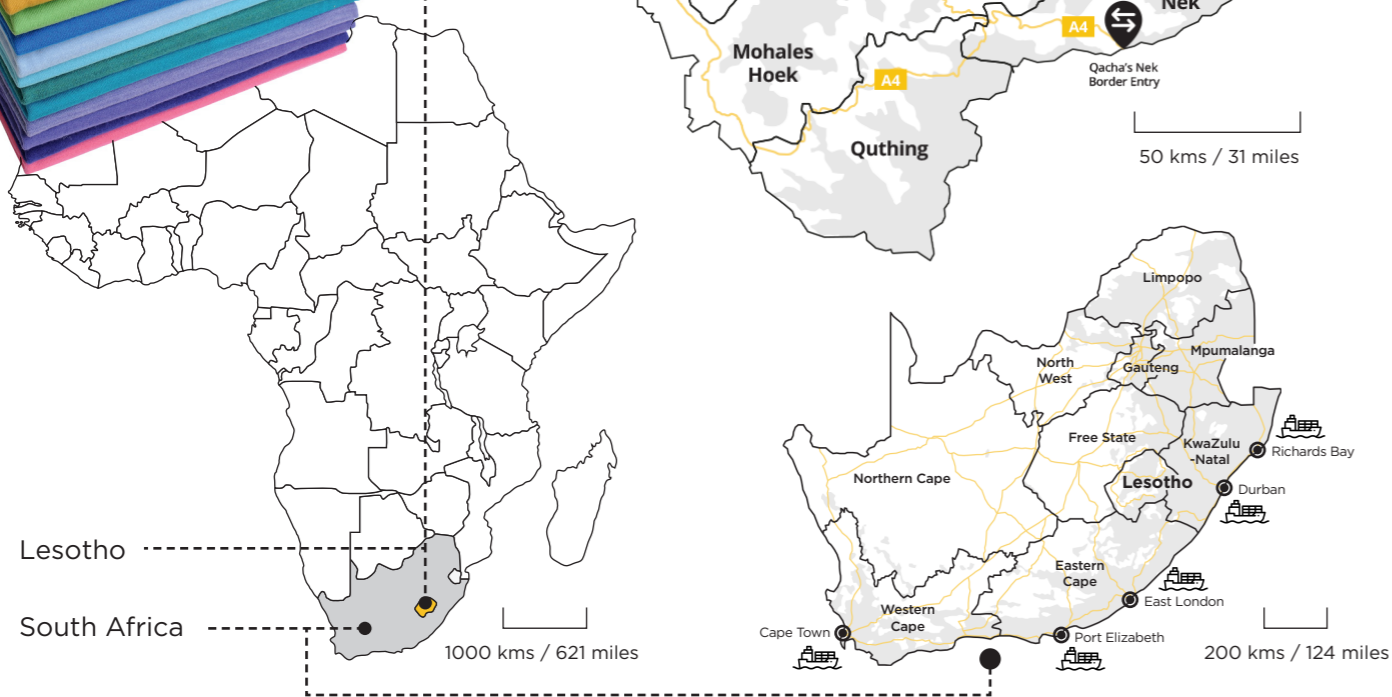 Nek
A4
Mohales
Hoek
A4
Qacha's Nek
Border Entry
50 kms / 31 miles
Quthing
Limpopo
Mpumalanga
North
West
Gauteng
Free State
KwaZulu
-Natal
Richards Bay
Northern Cape
Lesotho
Durban
Eastern
Cape
East London
Western
Cape
Cape Town
Port Elizabeth
200 kms / 124 miles
Lesotho
South Africa
1000 kms / 621 miles